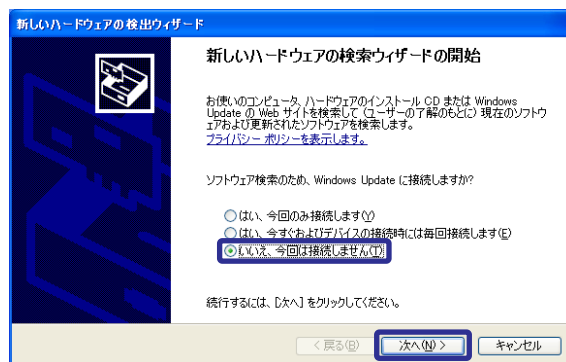 新しいハードウェアの検出ウィザード
新しいハードウェアの検索ウィザードの開始
お使いのコンピュータ、ハードウェアのインストール CD または Windows
Update の Web サイトを検索して (ユーザーの了解のもとに) 現在のソフトウ
ェアおよび更新されたソフトウェアを検索します。
プライバシー ポリシーを表示します。
ソフトウェア検索のため、Windows Update に接続しますか?
はい、今回のみ接続します(Y)
はい、今すぐおよびデバイスの接続時には毎回接続します(E)
いいえ、今回は接続しません(T)
続行するには、[次へ] をクリックしてください。
< 戻る(B)
次へ(N) >
キャンセル